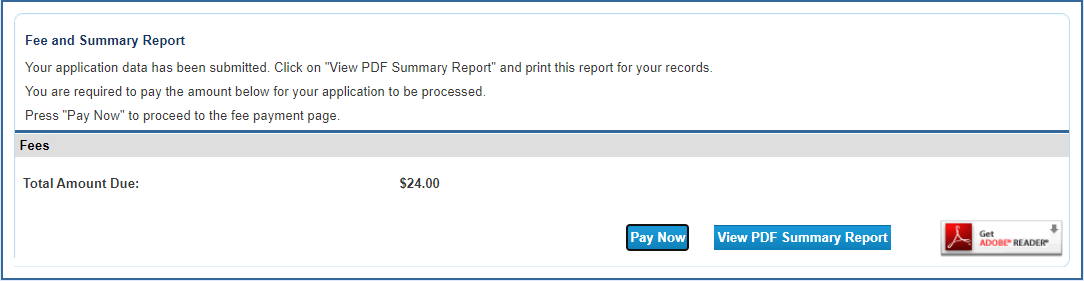 Fee and Summary Report
Your application data has been submitted. Click on "View PDF Summary Report" and print this report for your records.
You are required to pay the amount below for your application to be processed.
Press "Pay Now" to proceed to the fee payment page.
Fees
Total Amount Due: $24.00
Pay Now View PDF Summary Report Get
ADOBE® READER®